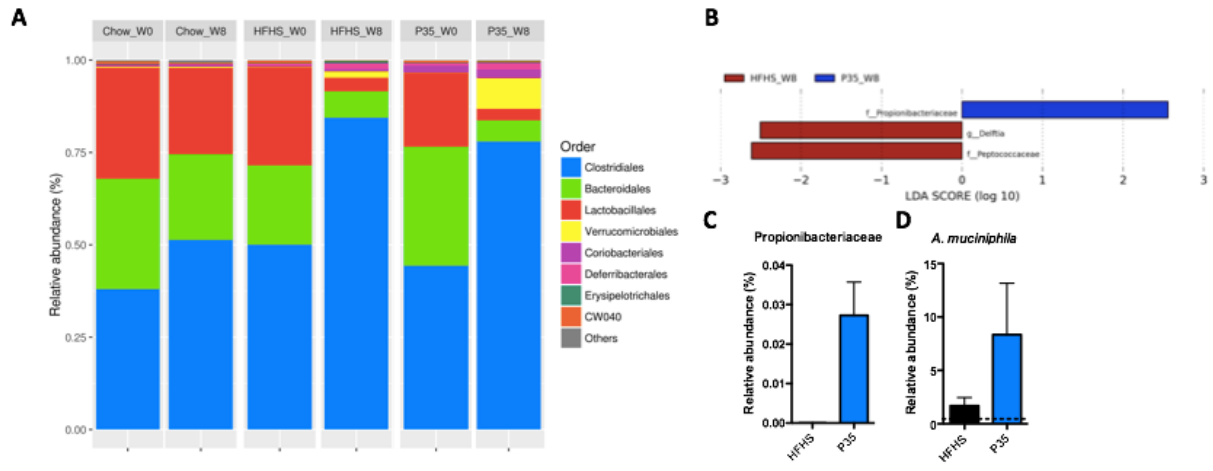 A
Chow_W0 Chow_W8 HFHS_W0 HFHS_W8 P35_W0 P35_W8
1.00
0.75
0.50
0.25
0.00
Relative abundance (%)
Order
Clostridiales
Bacteroidales
Lactobacillales
Verrucomicrobiales
Coriobacteriales
Deferribacterales
Erysipelotrichales
CW040
Others
B
HFHS_W8 P35_W8
f__Propionibacteriaceae
g__Delftia
f__Peptococcaceae
−3 −2 −1 0 1 2 3
LDA SCORE (log 10)
C
Propionibacteriaceae
0.04
0.03
0.02
0.01
0.00
Relative abundance (%)
HFHS P35
D
A. muciniphila
15
10
5
0
Relative abundance (%)
HFHS P35